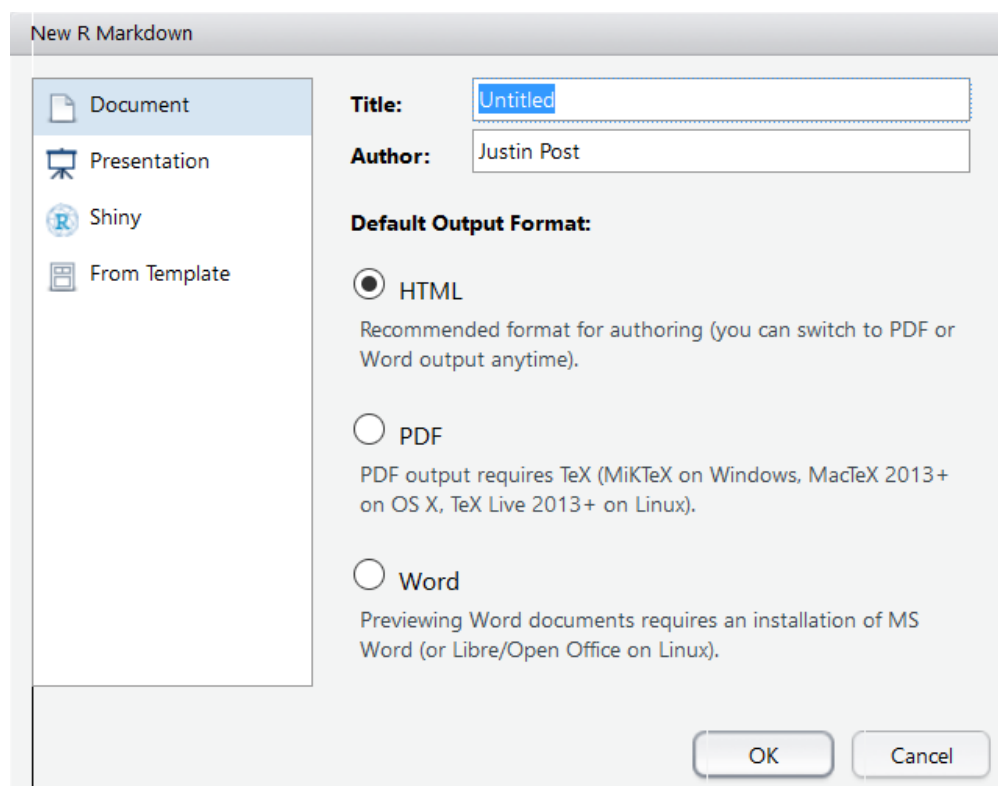 New R Markdown
Document
Presentation
Shiny
From Template
Title:
Untitled
Author:
Justin Post
Default Output Format:
HTML
Recommended format for authoring (you can switch to PDF or
Word output anytime).
PDF
PDF output requires TeX (MiKTeX on Windows, MacTeX 2013+
on OS X, TeX Live 2013+ on Linux).
Word
Previewing Word documents requires an installation of MS
Word (or Libre/Open Office on Linux).
OK
Cancel